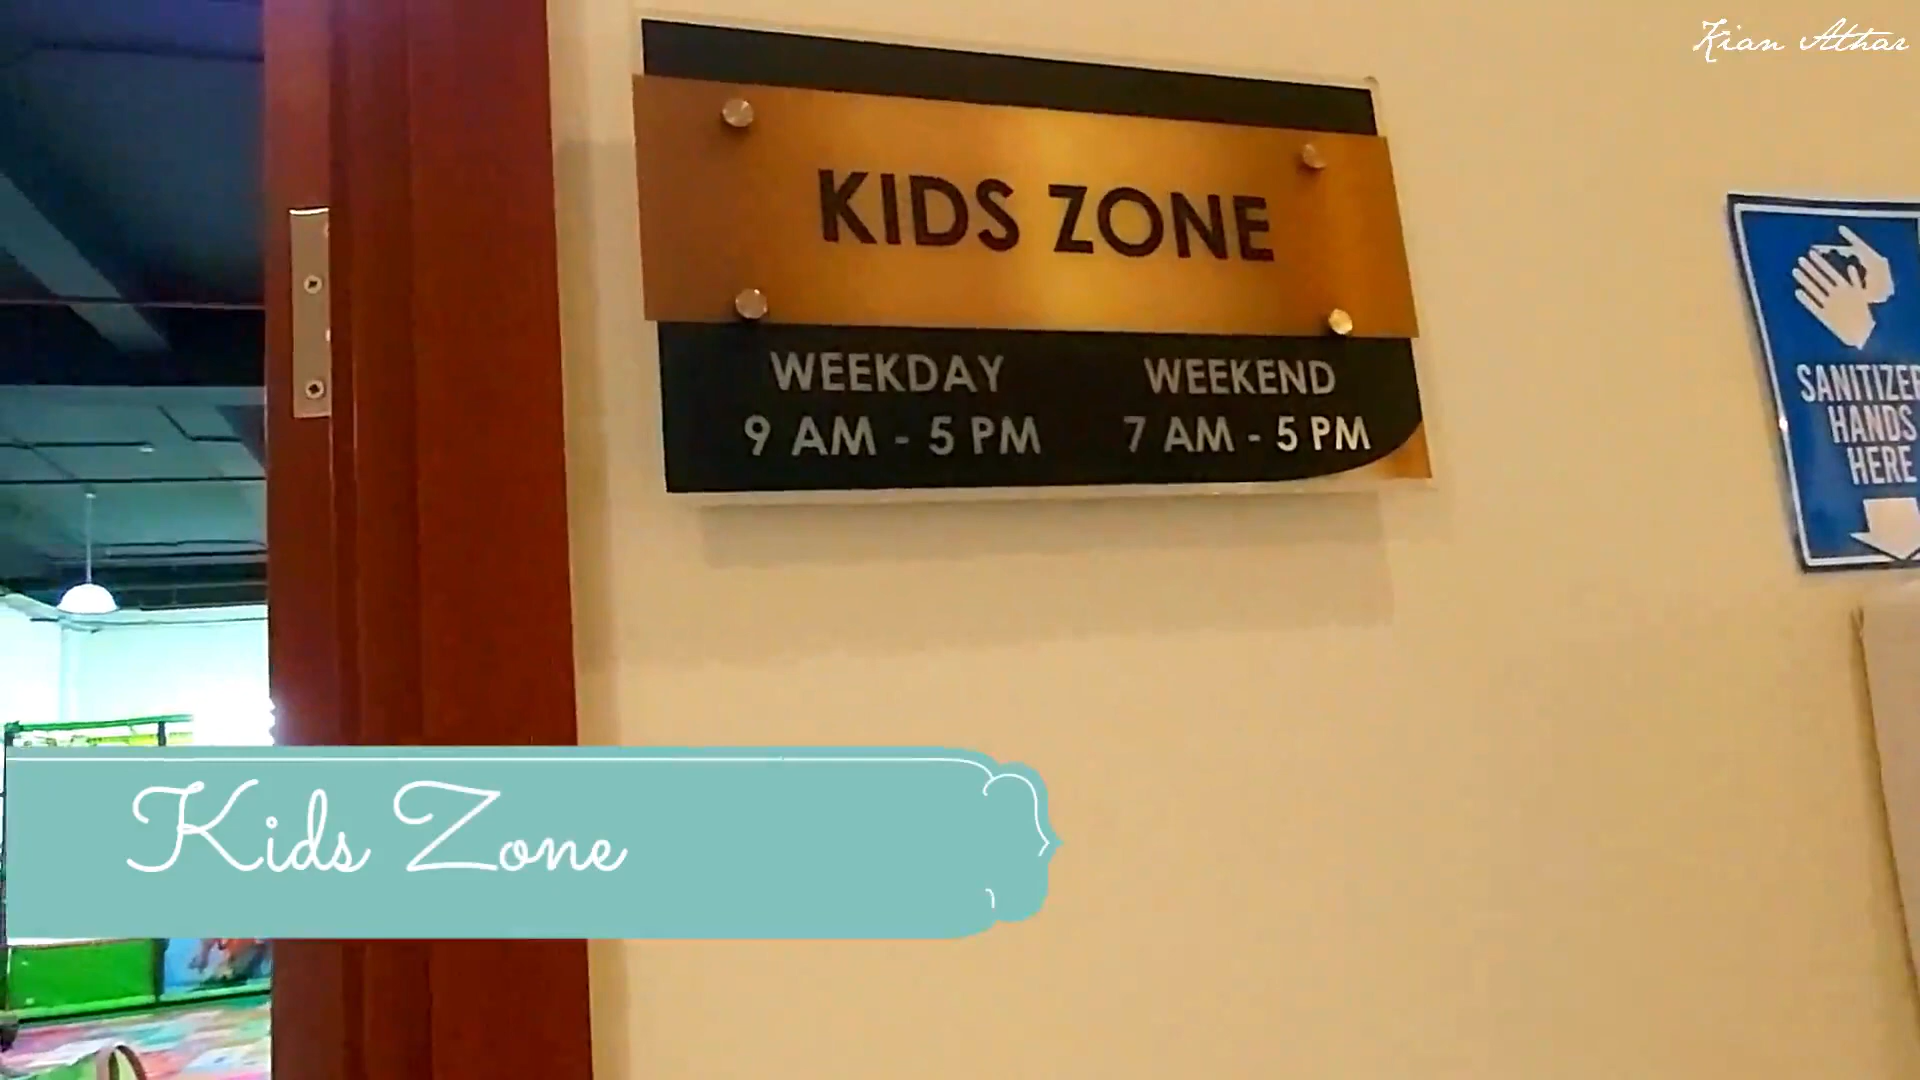 Kian Athar
KIDS ZONE
WEEKDAY WEEKEND
9 AM - 5 PM 7 AM - 5 PM
SANITIZE
HANDS
HERE
Kids Zone